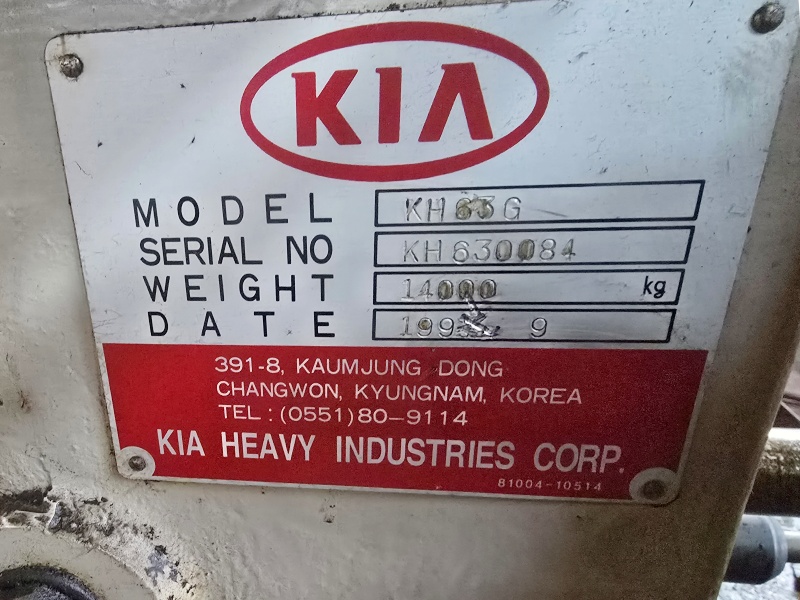 KIA
MODEL KH63G
SERIAL NO KH630084
WEIGHT 14000 kg
DATE 9
391-8, KAUMJUNG DONG
CHANGWON, KYUNGNAM, KOREA
TEL : (0551)80-9114
KIA HEAVY INDUSTRIES CORP.
81004-10514